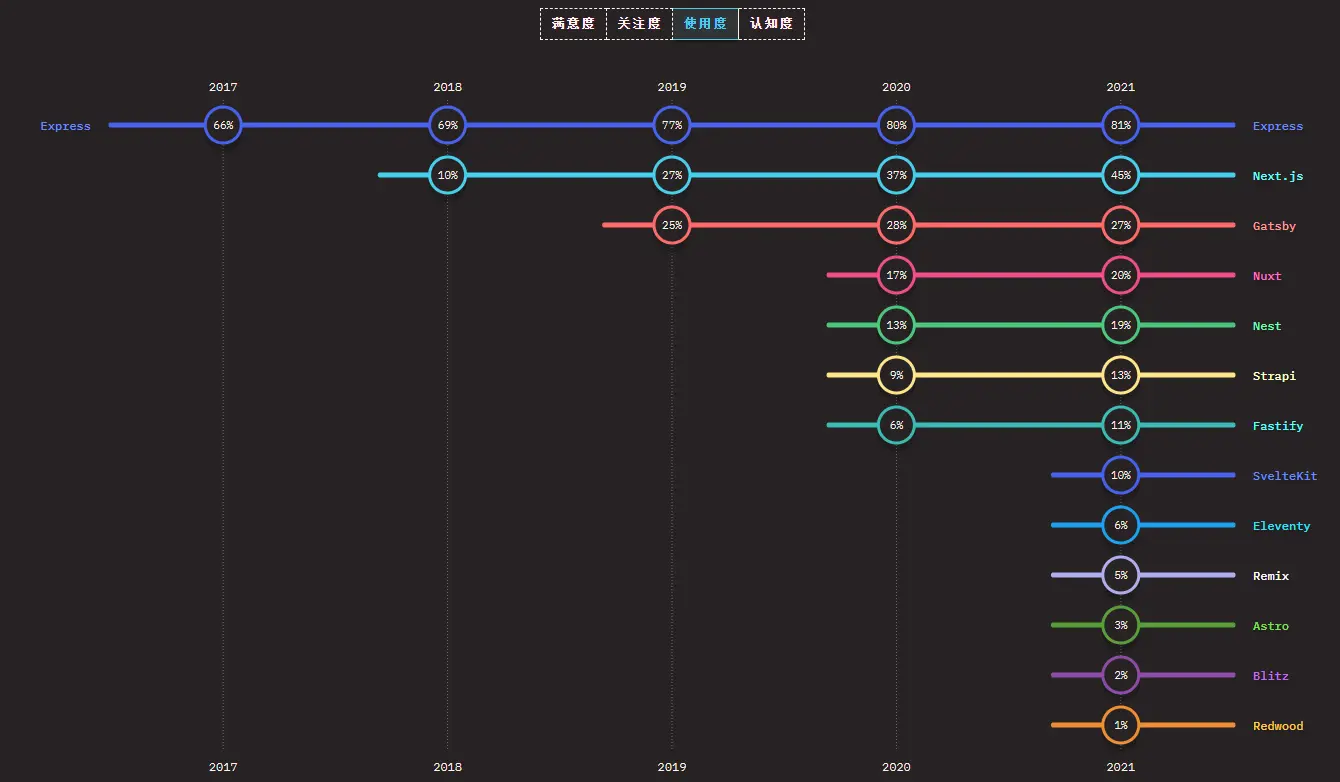 满意度 关注度 使用度 认知度
2017 2018 2019 2020 2021
Express 66% 69% 77% 80% 81% Express
10% 27% 37% 45% Next.js
25% 28% 27% Gatsby
17% 20% Nuxt
13% 19% Nest
9% 13% Strapi
6% 11% Fastify
10% SvelteKit
6% Eleventy
5% Remix
3% Astro
2% Blitz
1% Redwood
2017 2018 2019 2020 2021